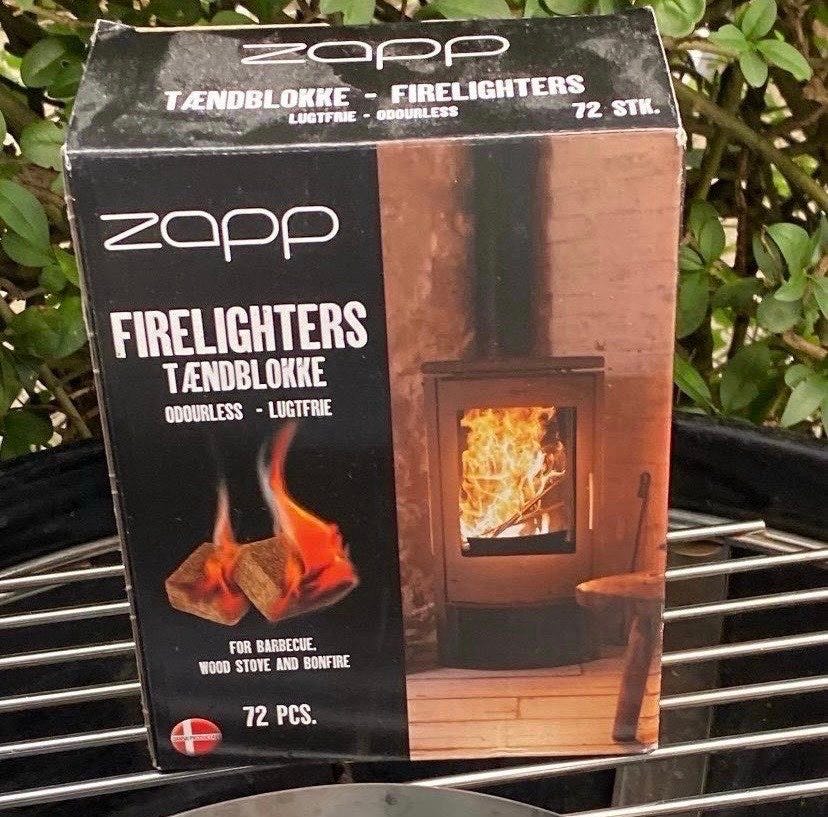 zapp
TÆNDBLOKKE - FIRELIGHTERS
LUGTFRIE - ODOURLESS
72 STK.
zapp
FIRELIGHTERS
TÆNDBLOKKE
ODOURLESS - LUGTFRIE
FOR BARBECUE,
WOOD STOVE AND BONFIRE
72 PCS.